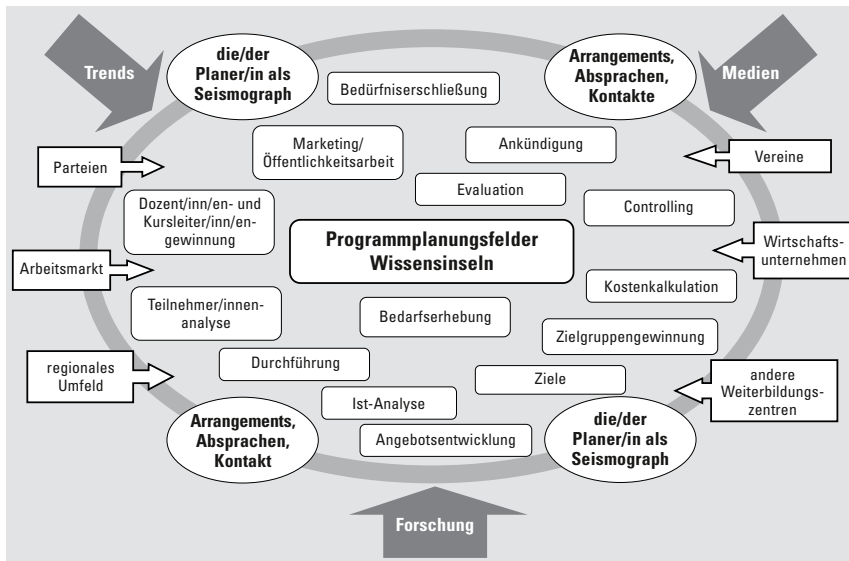 Trends
die/der
Planer/in als
Seismograph
Arrangements,
Absprachen,
Kontakte
Medien
Bedürfniserschließung
Marketing/
Öffentlichkeitsarbeit
Ankündigung
Parteien
Vereine
Evaluation
Dozent/inn/en- und
Kursleiter/inn/en-
gewinnung
Controlling
Programmplanungsfelder
Wissensinseln
Wirtschafts-
unternehmen
Arbeitsmarkt
Kostenkalkulation
Teilnehmer/innen-
analyse
Bedarfserhebung
Zielgruppengewinnung
regionales
Umfeld
Durchführung
Ziele
andere
Weiterbildungs-
zentren
Ist-Analyse
Arrangements,
Absprachen,
Kontakt
Angebotsentwicklung
die/der
Planer/in als
Seismograph
Forschung